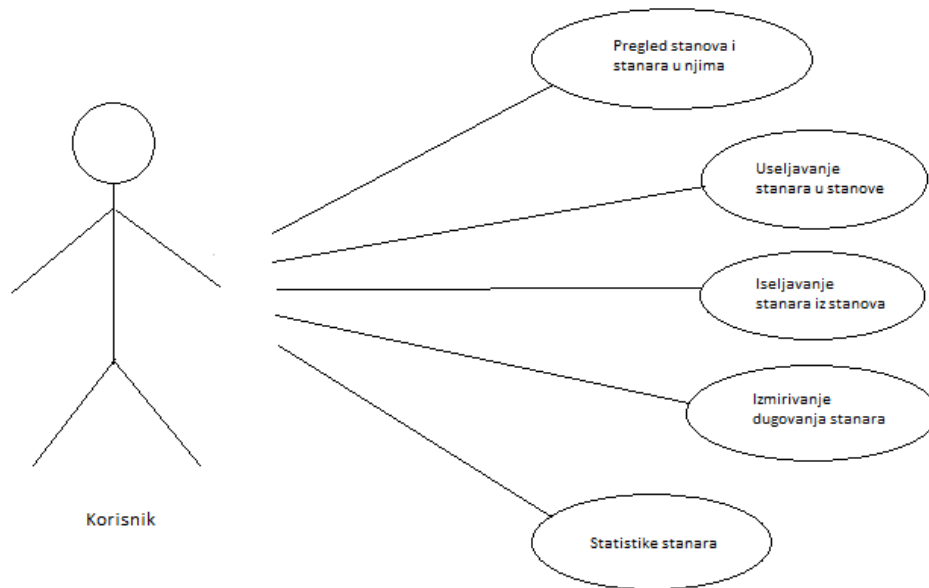 Pregled stanova i
stanara u njima
Useljavanje
stanara u stanove
Iseljavanje
stanara iz stanova
Izmirivanje
dugovanja stanara
Korisnik
Statistike stanara